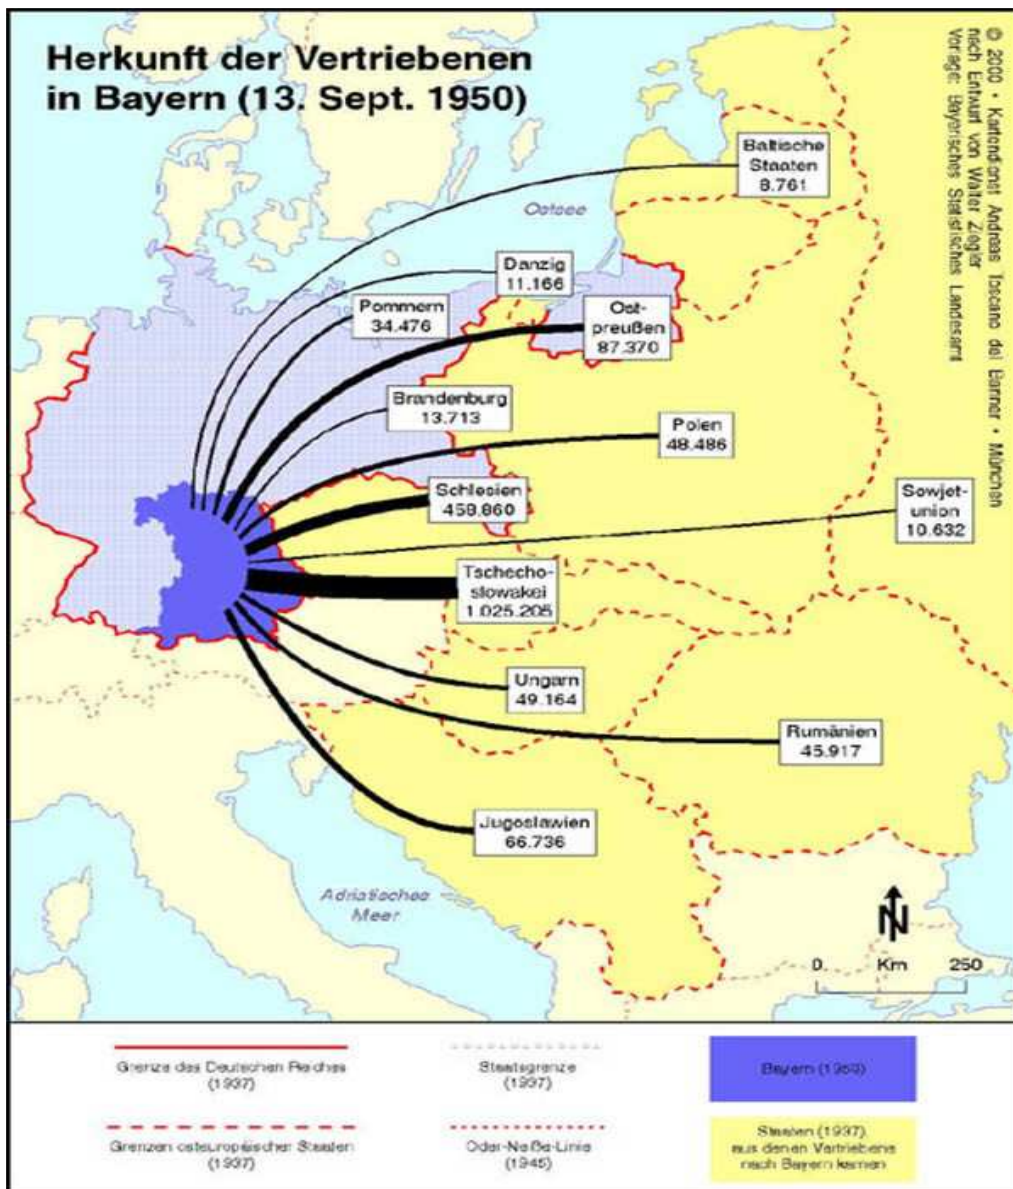 Herkunft der Vertriebenen
in Bayern (13. Sept. 1950)
© 2000 • Kartendienst Andreas Toscano del Banner • München
nach Entwurf von Walter Ziegler
Vorlage: Bayerisches Statistisches Landesamt
Baltische
Staaten
8.761
Ostsee
Danzig
11.166
Pommern
34.476
Ost-
preußen
87.370
Brandenburg
13.713
Polen
48.486
Schlesien
458.860
Sowjet-
union
10.632
Tschecho-
slowakei
1.025.205
Ungarn
49.164
Rumänien
45.917
Jugoslawien
66.736
Adriatisches
Meer
N
0 Km 250
Grenze des Deutschen Reiches
(1937)
Staatsgrenze
(1937)
Bayern (1950)
Grenzen osteuropäischer Staaten
(1937)
Oder-Neiße-Linie
(1945)
Staaten (1937)
aus denen Vertriebene
nach Bayern kamen